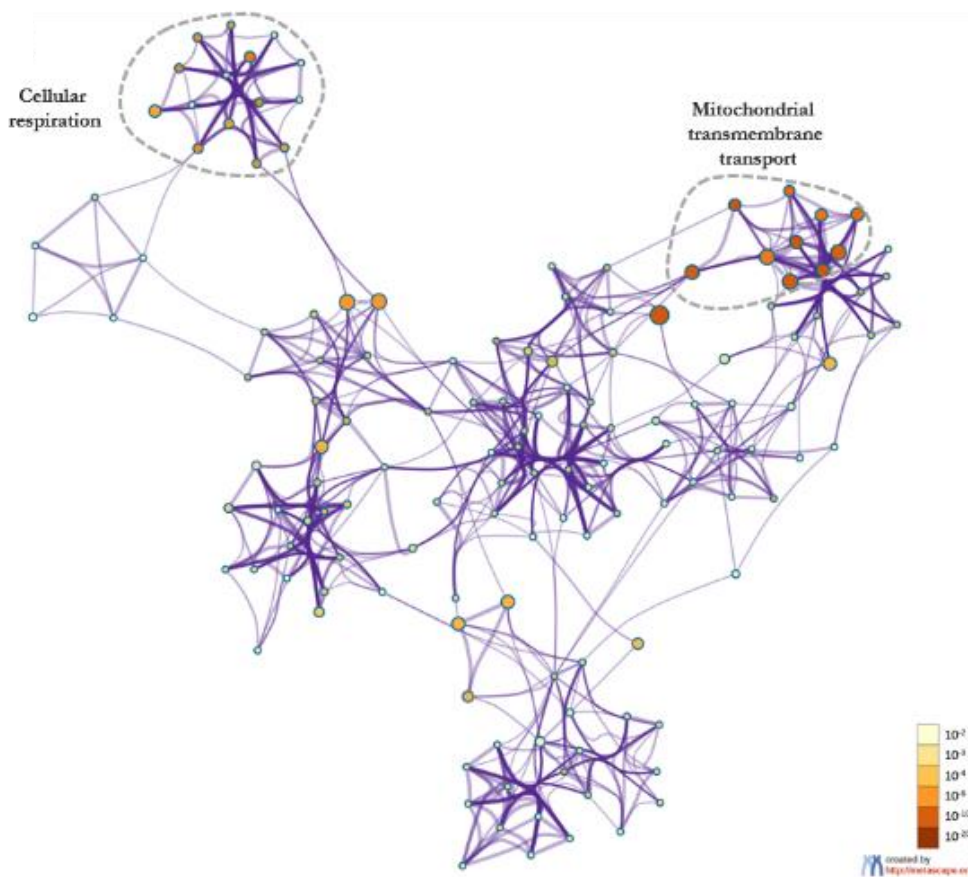 Cellular
respiration
Mitochondrial
transmembrane
transport
10-2
10-3
10-4
10-6
10-10
10-20
created by